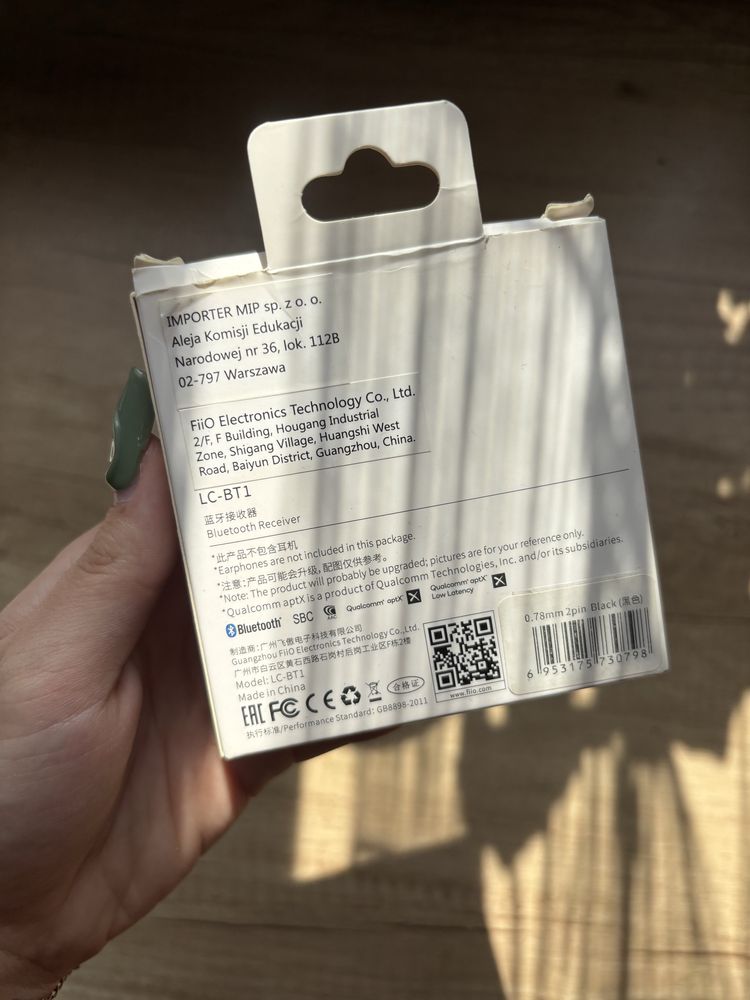 IMPORTER MIP sp. z o. o.
Aleja Komisji Edukacji
Narodowej nr 36, lok. 112B
02-797 Warszawa
FiiO Electronics Technology Co., Ltd.
2/F, F Building, Hougang Industrial
Zone, Shigang Village, Huangshi West
Road, Baiyun District, Guangzhou, China.
LC-BT1
蓝牙接收器
Bluetooth Receiver
*此产品不包含耳机
*Earphones are not included in this package.
*注意：产品可能会升级，配图仅供参考。
*Note: The product will probably be upgraded; pictures are for your reference only.
*Qualcomm aptX is a product of Qualcomm Technologies, Inc. and/or its subsidiaries.
Bluetooth® SBC AAC Qualcomm® aptX™ Qualcomm® aptX™ Low Latency
制造商：广州飞傲电子科技有限公司
Guangzhou FiiO Electronics Technology Co.,Ltd.
广州市白云区黄石西路石岗村后岗工业区F栋2楼
Model: LC-BT1
Made in China
EAC FC CE 合格证
执行标准/Performance Standard: GB8898-2011
www.fiio.com
0.78mm 2pin Black (黑色)
6 953175 730798